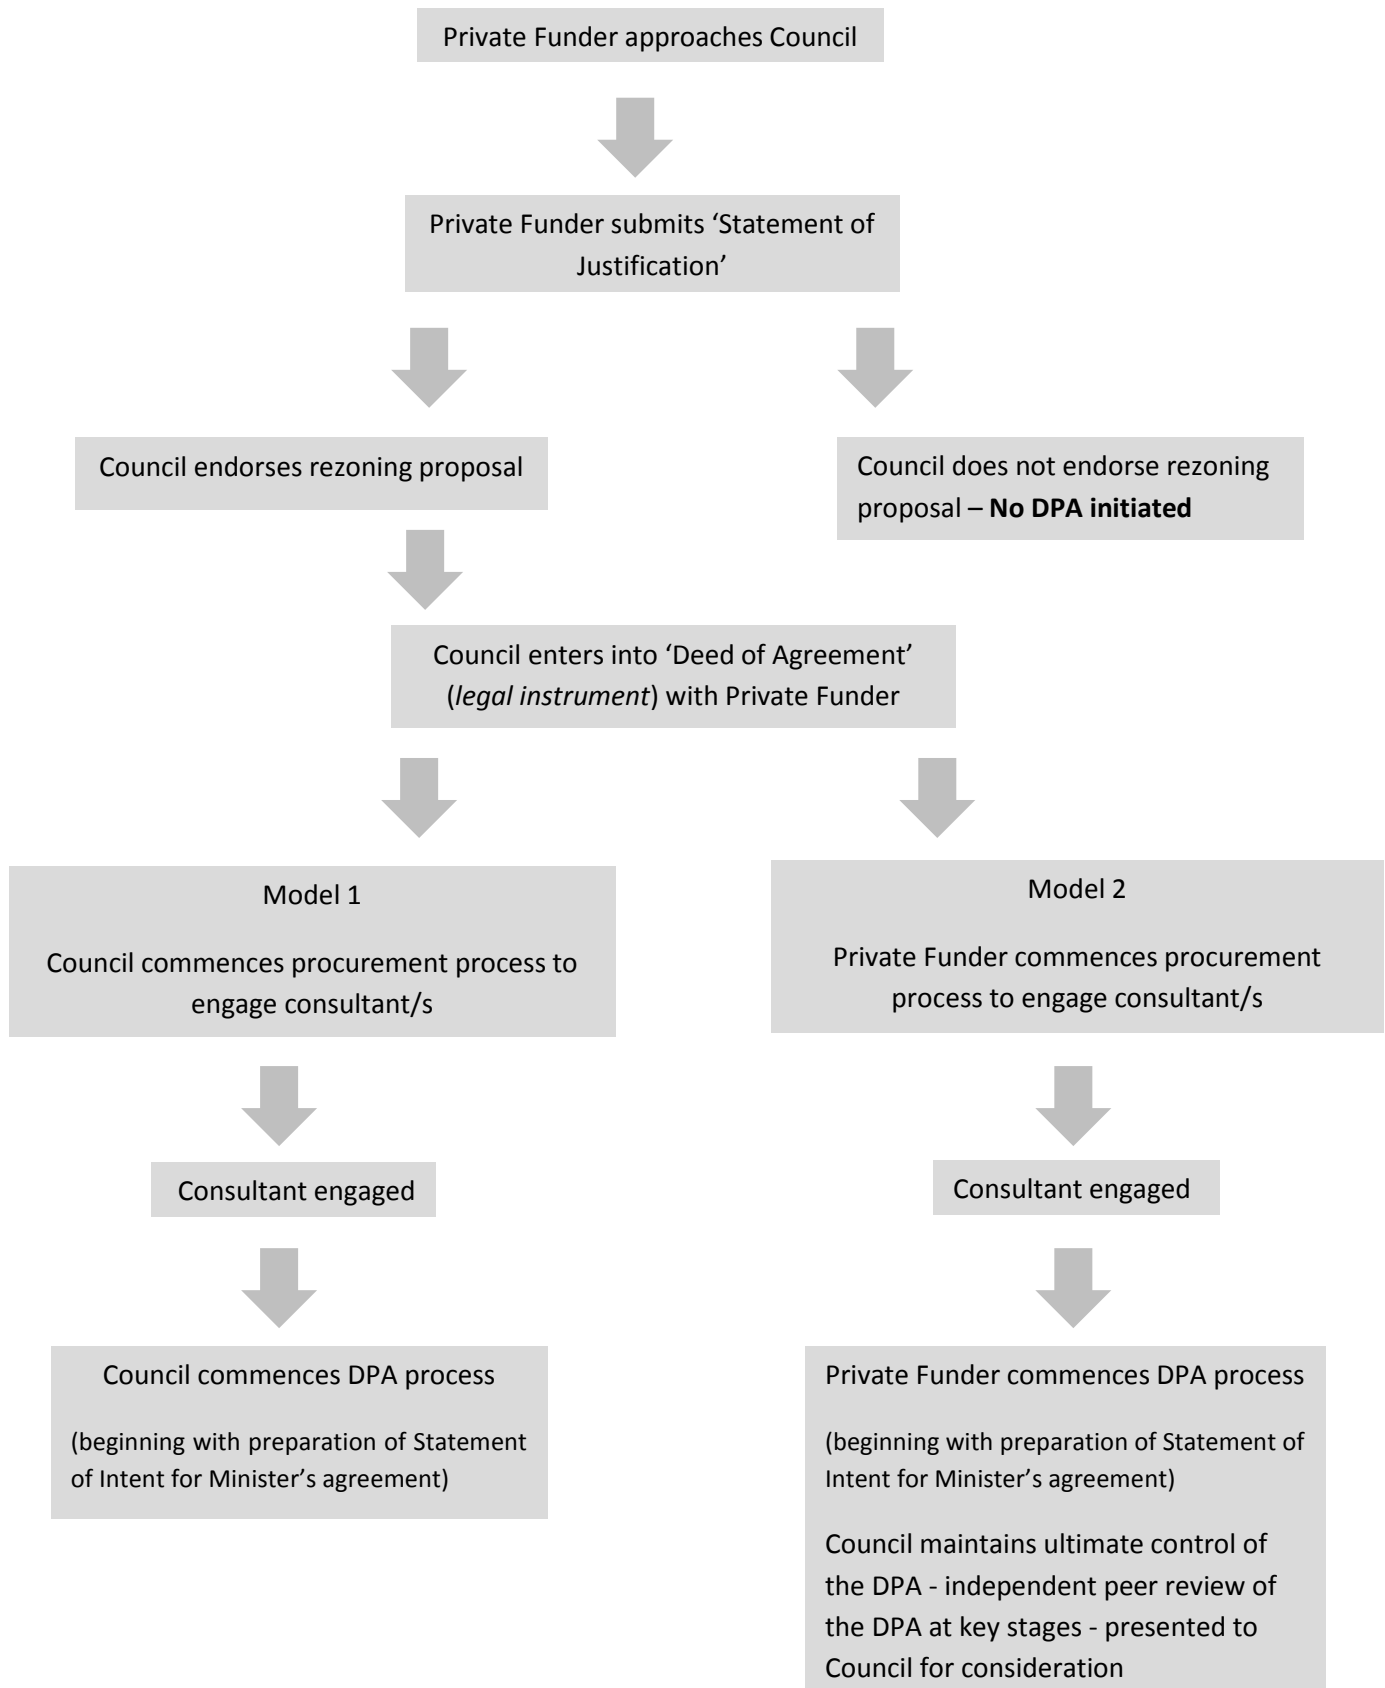 Private Funder approaches Council
Private Funder submits ‘Statement of
Justification’
Council endorses rezoning proposal
Council does not endorse rezoning
proposal – No DPA initiated
Council enters into ‘Deed of Agreement’
(legal instrument) with Private Funder
Model 1
Council commences procurement process to
engage consultant/s
Model 2
Private Funder commences procurement
process to engage consultant/s
Consultant engaged
Consultant engaged
Council commences DPA process
(beginning with preparation of Statement
of Intent for Minister’s agreement)
Private Funder commences DPA process
(beginning with preparation of Statement of
Intent for Minister’s agreement)
Council maintains ultimate control of
the DPA - independent peer review of
the DPA at key stages - presented to
Council for consideration